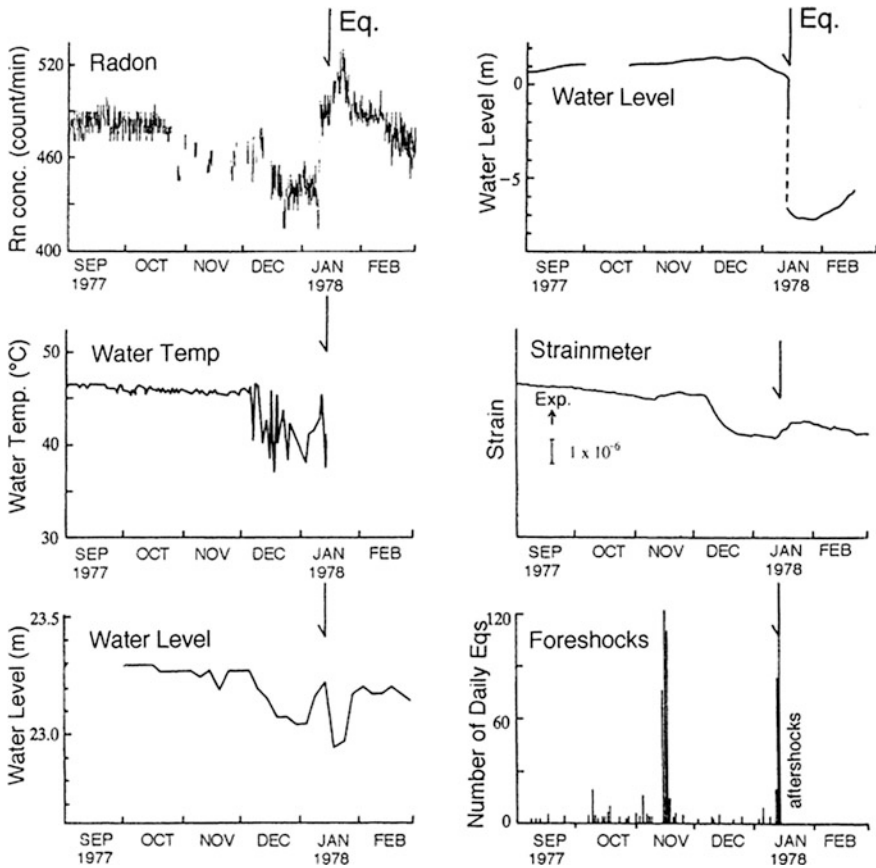 Eq.
Radon
Rn conc. (count/min)
520
460
400
SEP OCT NOV DEC JAN FEB
1977 1978
Eq.
Water Level
Water Level (m)
0
-5
SEP OCT NOV DEC JAN FEB
1977 1978
Water Temp
Water Temp. (°C)
50
40
30
SEP OCT NOV DEC JAN FEB
1977 1978
Strainmeter
Exp.
1 x 10⁻⁶
Strain
SEP OCT NOV DEC JAN FEB
1977 1978
Water Level
Water Level (m)
23.5
23.0
SEP OCT NOV DEC JAN FEB
1977 1978
Foreshocks
Number of Daily Eqs
120
60
0
aftershocks
SEP OCT NOV DEC JAN FEB
1977 1978